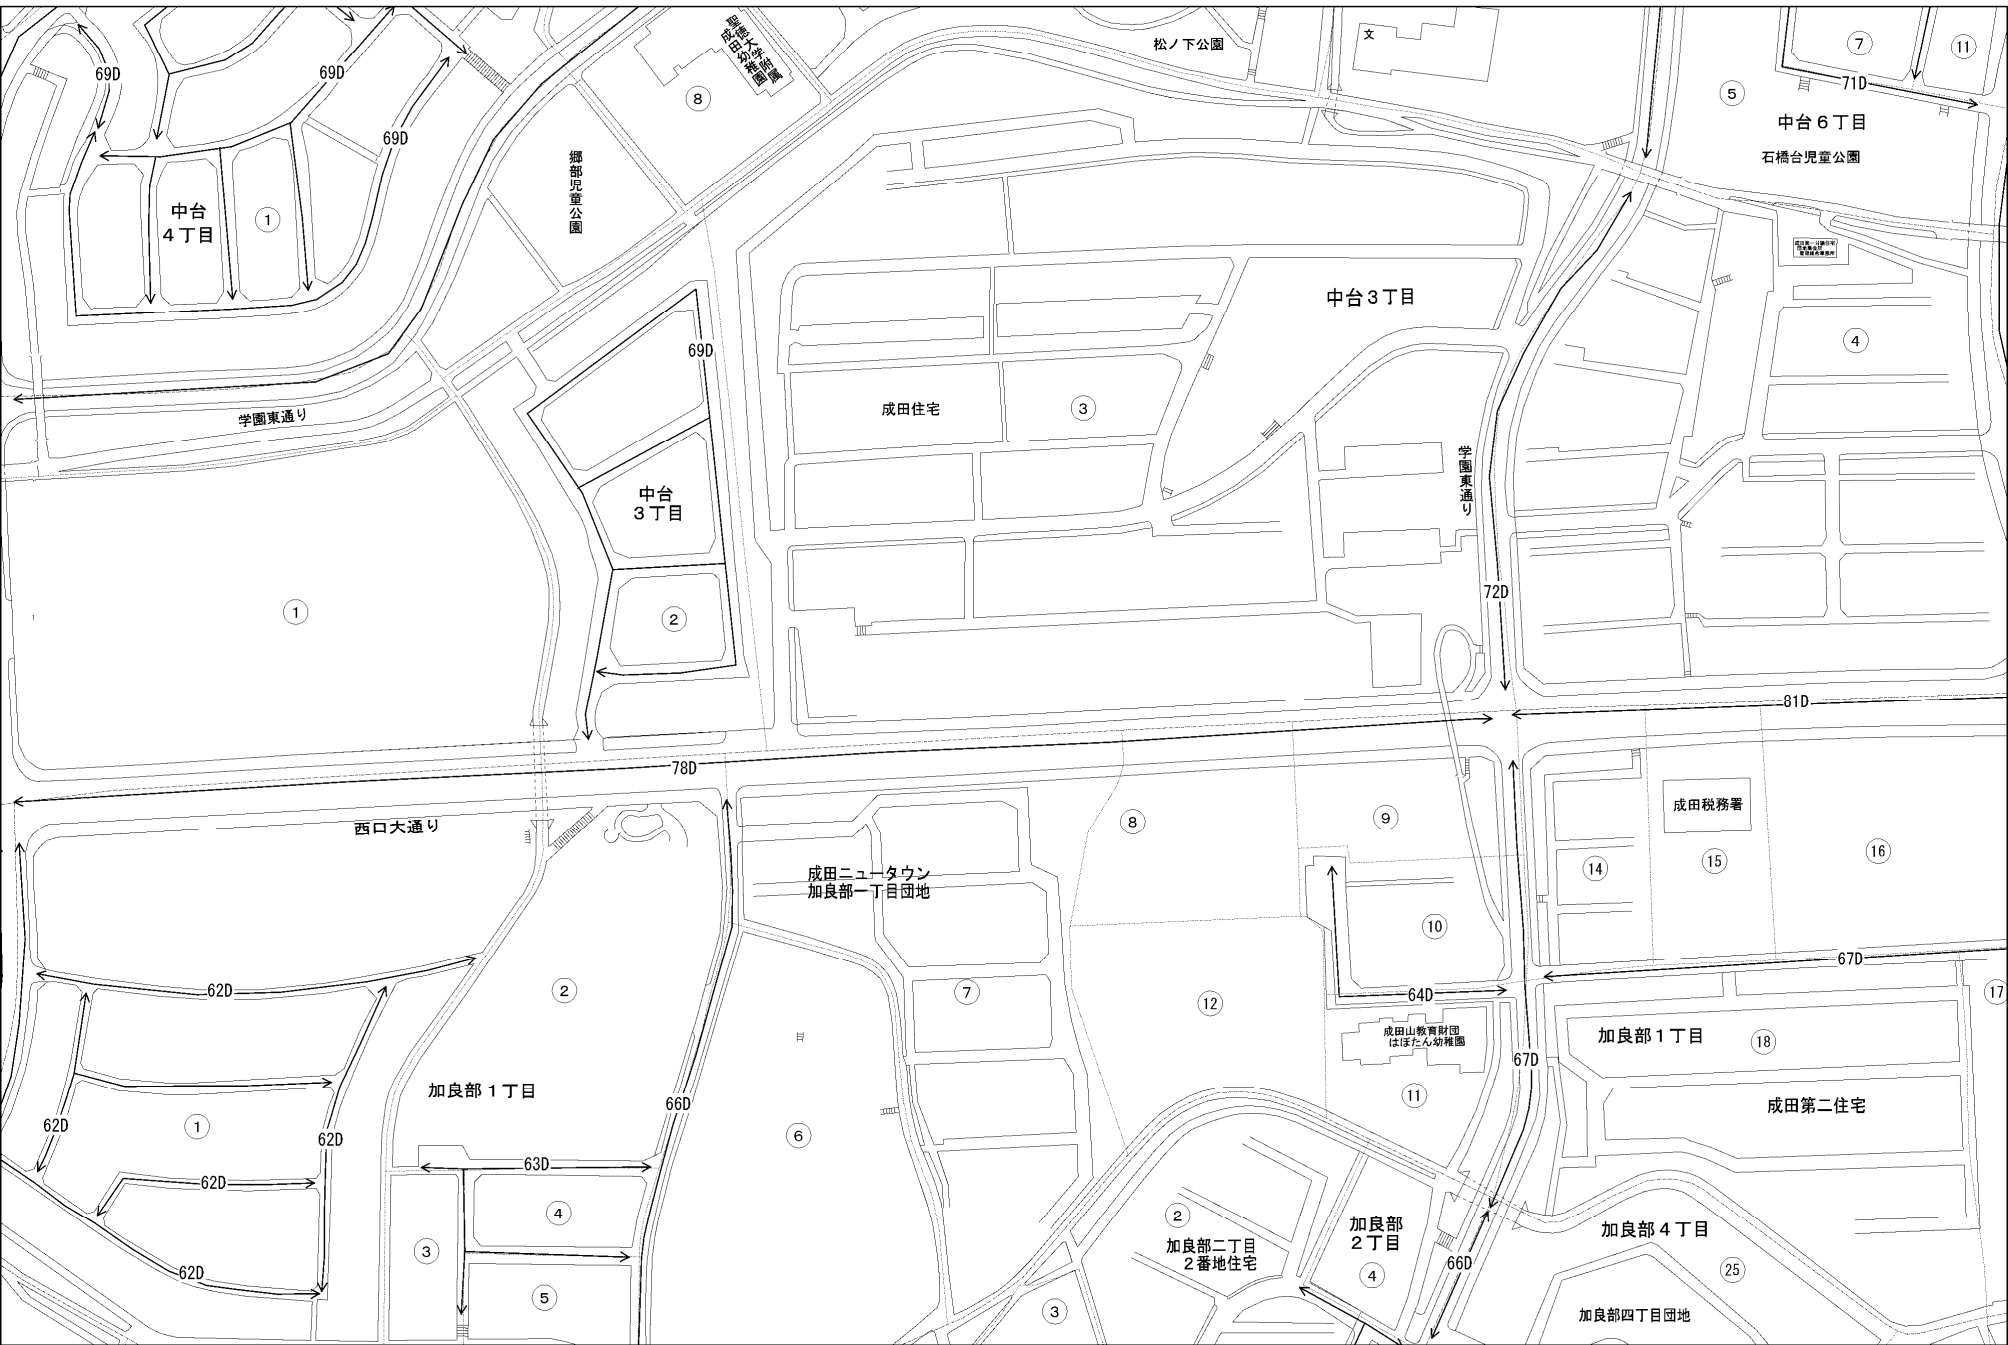 聖徳大学附属
成田幼稚園
松ノ下公園
文
⑦
⑪
69D
69D
71D
⑧
⑤
69D
中台６丁目
石橋台児童公園
郷部児童公園
中台
４丁目
①
中台３丁目
④
69D
学園東通り
成田住宅
③
学園東通り
中台
３丁目
①
②
72D
81D
78D
西口大通り
⑧
⑨
成田税務署
⑭
⑮
⑯
成田ニュータウン
加良部一丁目団地
⑩
67D
62D
②
⑦
⑫
64D
⑰
成田山教育財団
はぼたん幼稚園
加良部１丁目
⑱
67D
加良部１丁目
66D
⑪
成田第二住宅
62D
①
62D
⑥
63D
62D
④
②
加良部
２丁目
加良部４丁目
③
加良部二丁目
２番地住宅
④
66D
㉕
62D
⑤
③
加良部四丁目団地